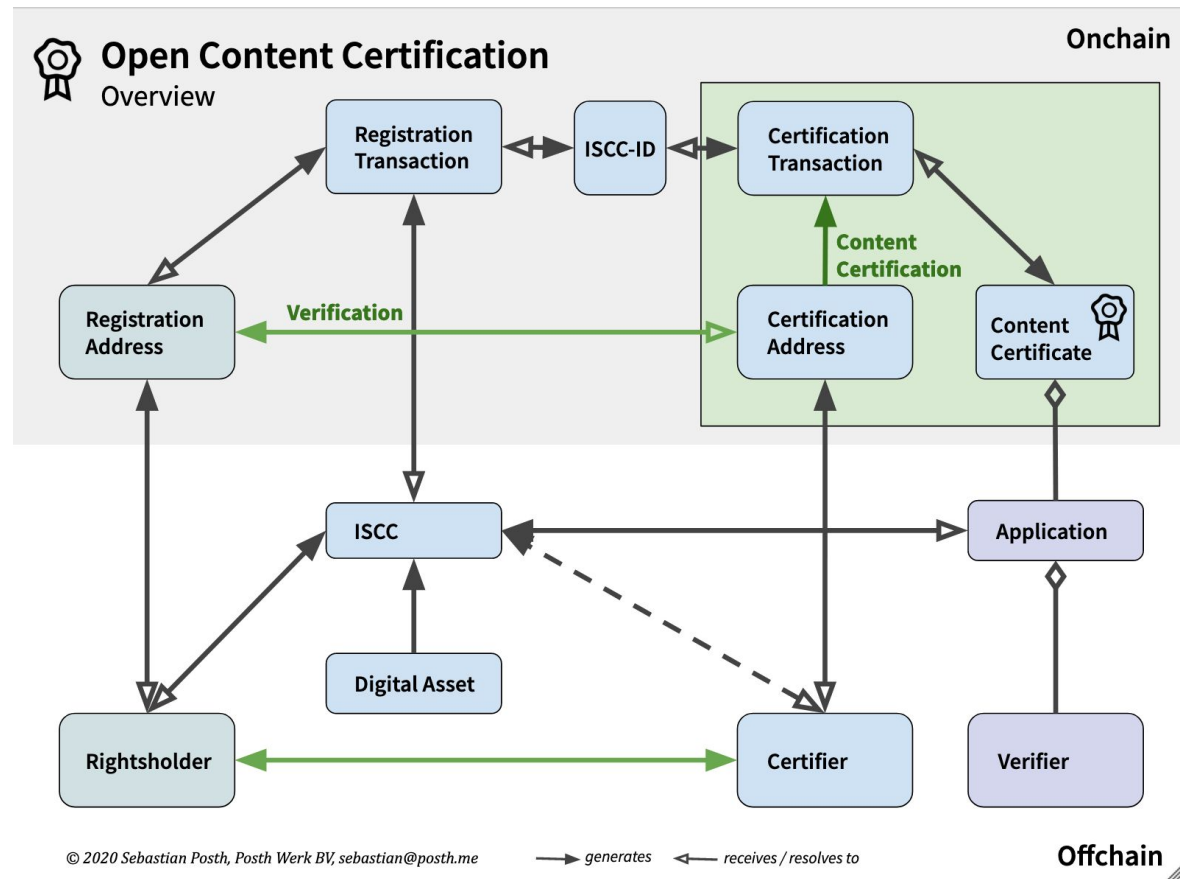 Open Content Certification
Overview
Onchain
Registration
Transaction
ISCC-ID
Certification
Transaction
Content
Certification
Registration
Address
Verification
Certification
Address
Content
Certificate
ISCC
Application
Digital Asset
Rightsholder
Certifier
Verifier
© 2020 Sebastian Posth, Posth Werk BV, sebastian@posth.me
generates
receives / resolves to
Offchain